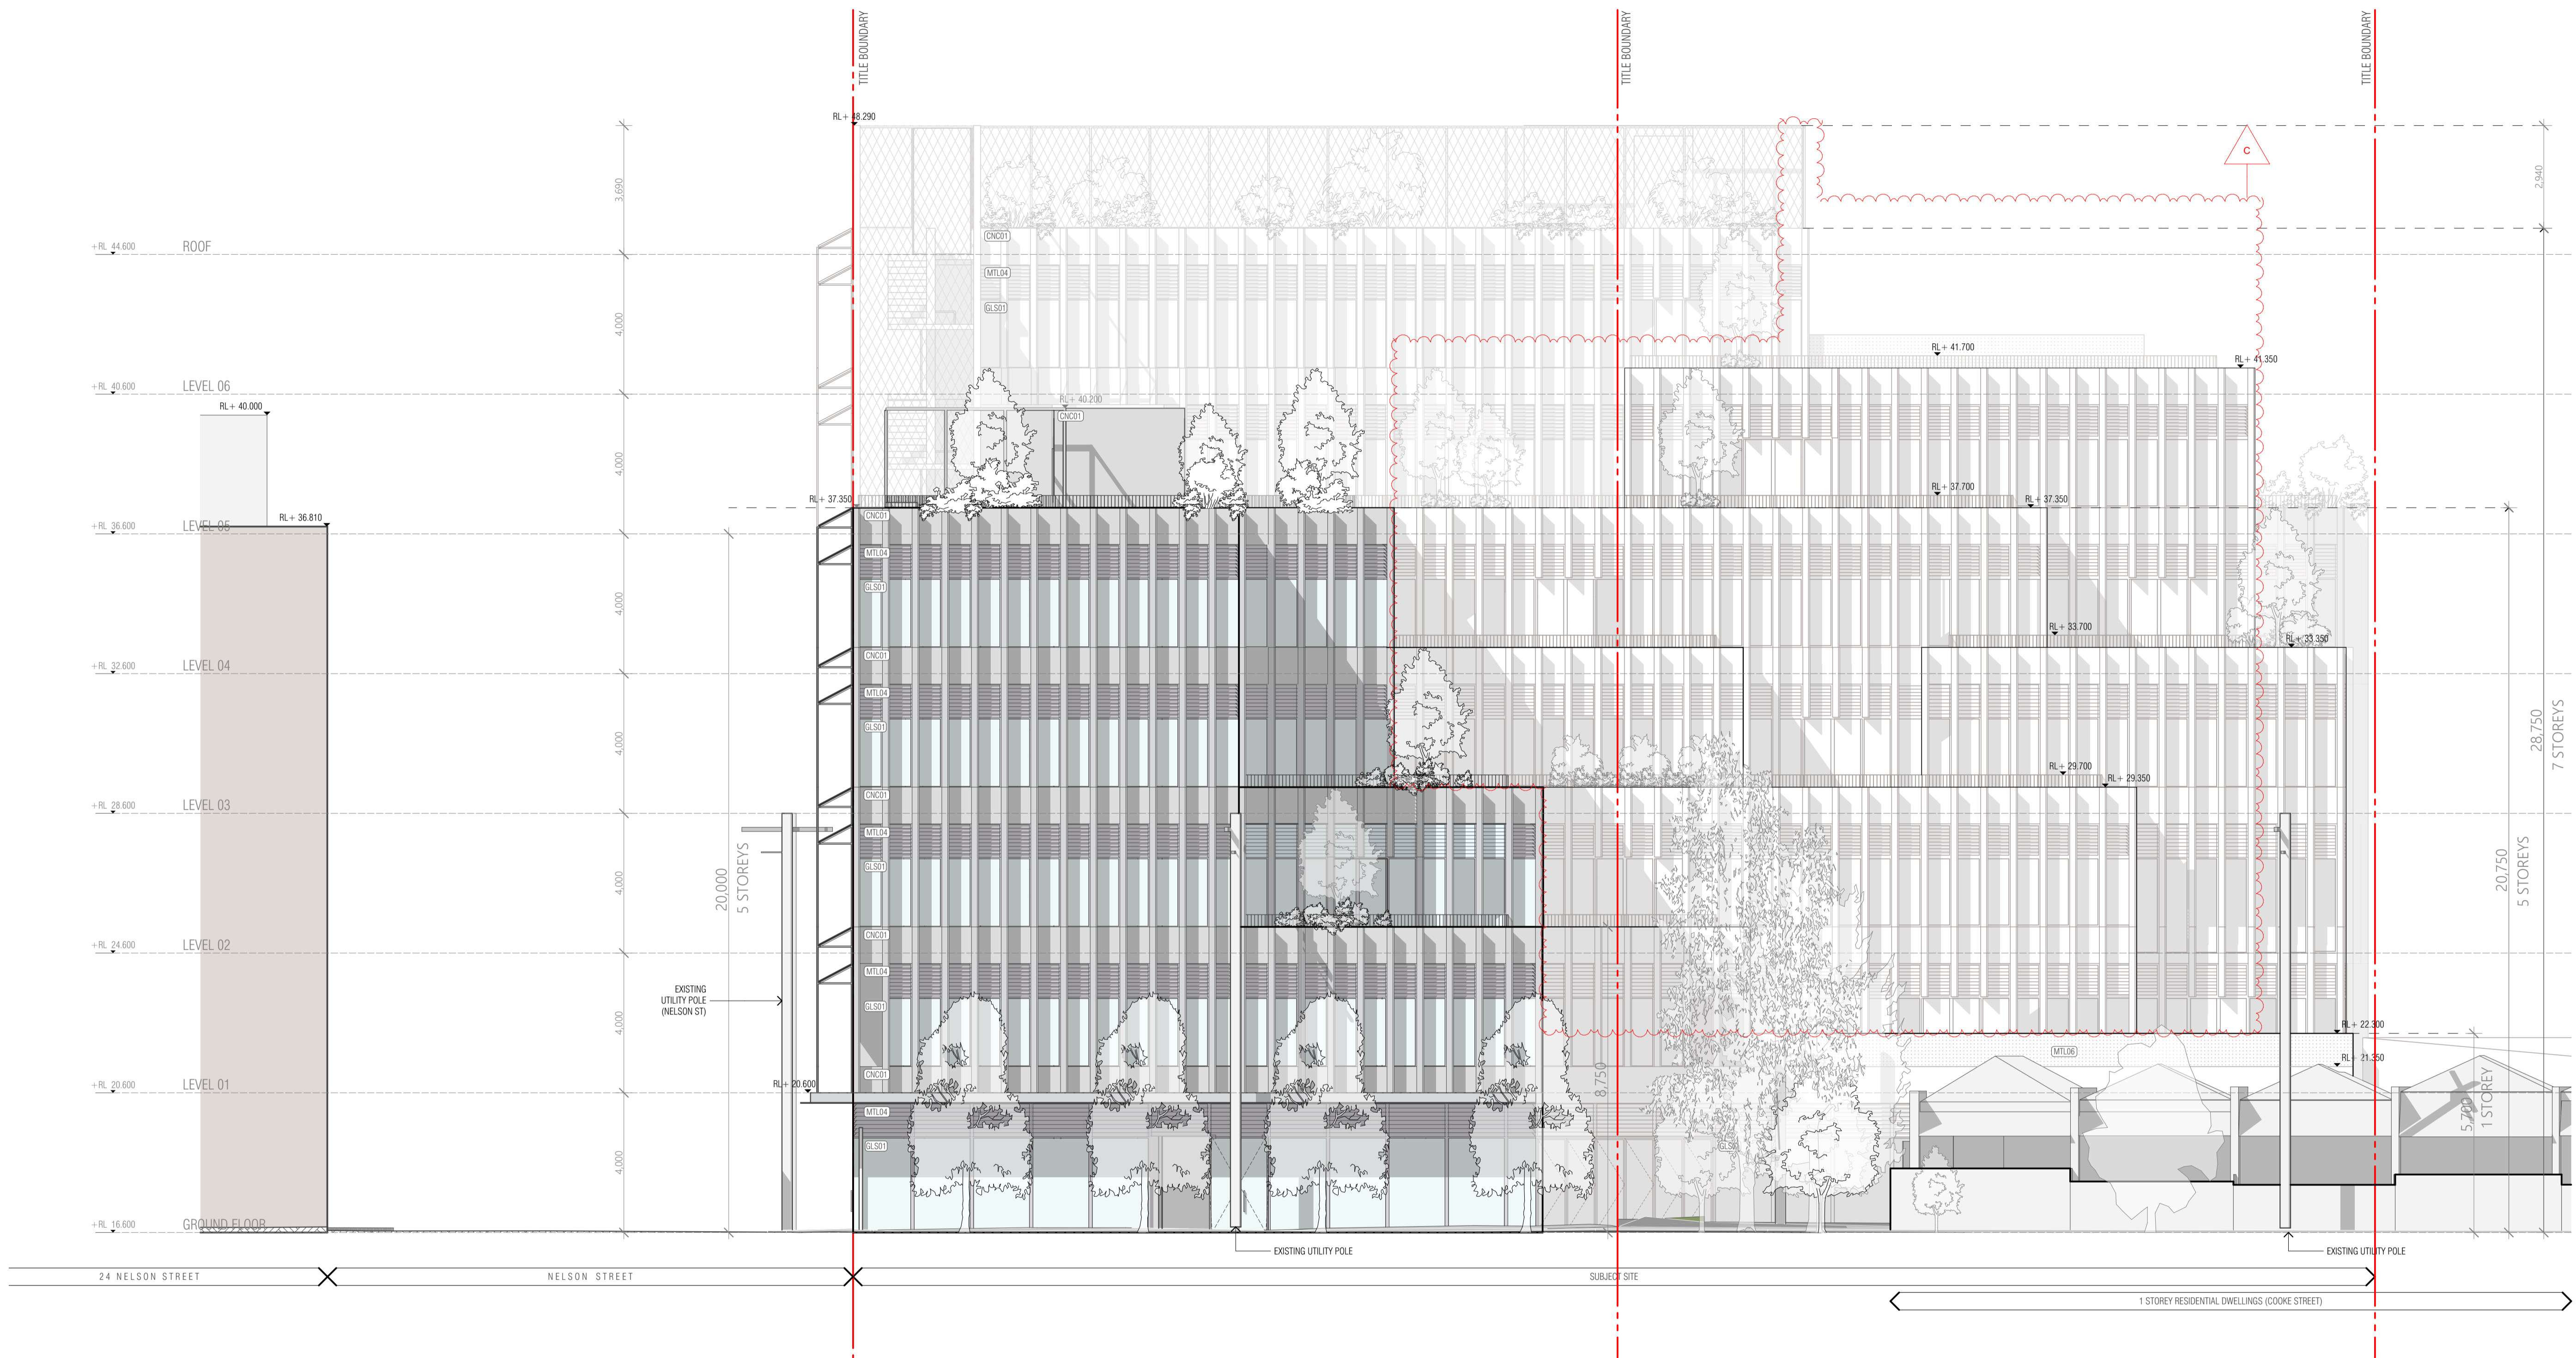 TITLE BOUNDARY
TITLE BOUNDARY
TITLE BOUNDARY
RL+ 48.290
C
3,690
2,940
+RL 44.600
ROOF
CNC01
MTL04
GLS01
4,000
RL+ 41.700
RL+ 41.350
+RL 40.600
LEVEL 06
RL+ 40.000
RL+ 40.200
CNC01
4,000
RL+ 37.350
RL+ 37.700
RL+ 37.350
RL+ 36.810
+RL 36.600
LEVEL 05
CNC01
MTL04
GLS01
4,000
RL+ 33.700
RL+ 33.350
+RL 32.600
LEVEL 04
CNC01
MTL04
GLS01
4,000
28,750
7 STOREYS
RL+ 29.700
RL+ 29.350
+RL 28.600
LEVEL 03
CNC01
MTL04
GLS01
4,000
20,000
5 STOREYS
20,750
5 STOREYS
+RL 24.600
LEVEL 02
CNC01
MTL04
GLS01
EXISTING
UTILITY POLE
(NELSON ST)
4,000
RL+ 22.300
MTL06
RL+ 21.350
+RL 20.600
LEVEL 01
RL+ 20.600
CNC01
MTL04
GLS01
8,750
5,700
1 STOREY
4,000
+RL 16.600
GROUND FLOOR
EXISTING UTILITY POLE
EXISTING UTILITY POLE
24 NELSON STREET
NELSON STREET
SUBJECT SITE
1 STOREY RESIDENTIAL DWELLINGS (COOKE STREET)